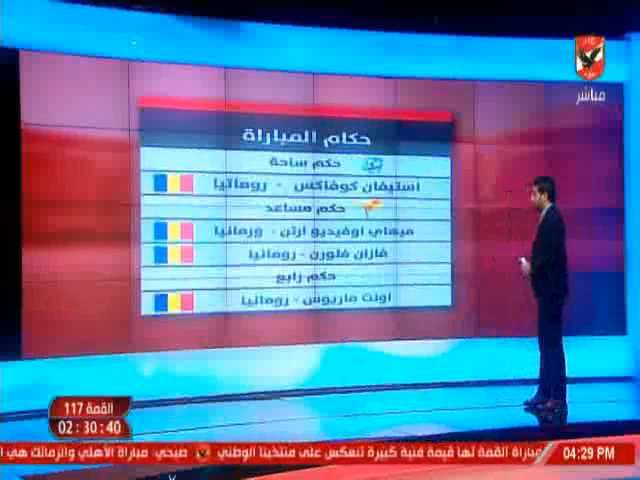 مباشر
حكام المباراة
حكم ساحة
استيفان كوفاكس - رومانيا
حكم مساعد
ميهاي اوفيديو ارتن - ورمانيا
فازان فلورن - رومانيا
حكم رابع
اونت ماريوس - رومانيا
القمة 117
02:30:40
مباراة القمة لها قيمة فنية كبيرة تنعكس على منتخبنا الوطني
صبحي: مباراة الأهلي والزمالك هي
04:29 PM